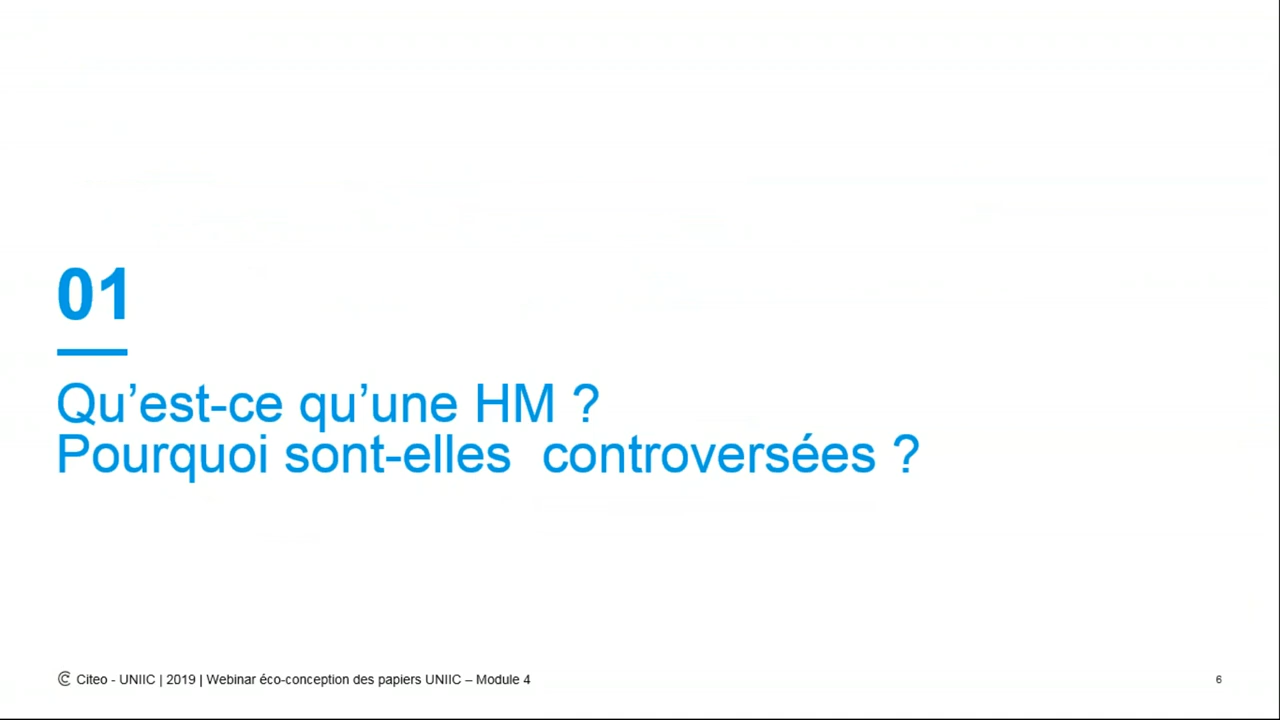 01
Qu’est-ce qu’une HM ?
Pourquoi sont-elles  controversées ?
Citeo - UNIIC | 2019 | Webinar éco-conception des papiers UNIIC – Module 4
6